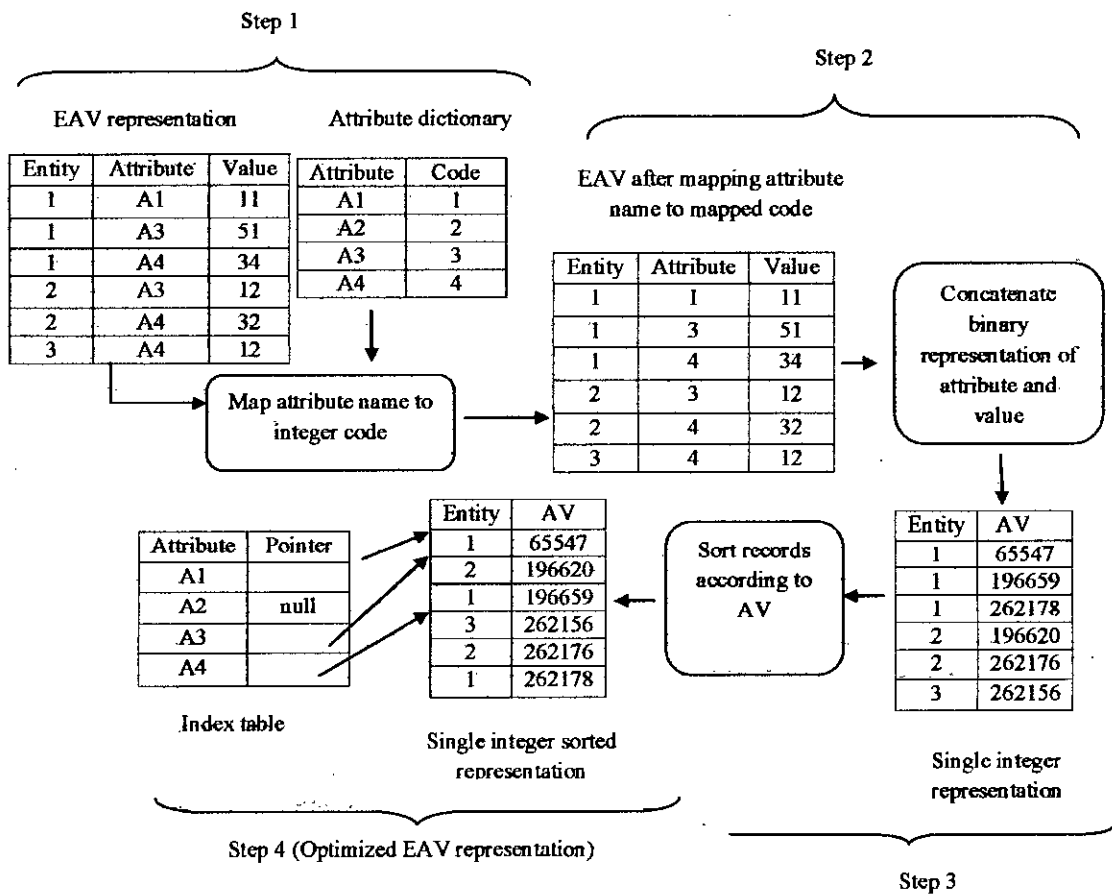 Step 1
EAV representation
Entity Attribute Value
1 A1 11
1 A3 51
1 A4 34
2 A3 12
2 A4 32
3 A4 12
Attribute dictionary
Attribute Code
A1 1
A2 2
A3 3
A4 4
Map attribute name to
integer code
Step 2
EAV after mapping attribute
name to mapped code
Entity Attribute Value
1 1 11
1 3 51
1 4 34
2 3 12
2 4 32
3 4 12
Concatenate
binary
representation of
attribute and
value
Entity AV
1 65547
1 196659
1 262178
2 196620
2 262176
3 262156
Single integer
representation
Step 3
Sort records
according to
AV
Entity AV
1 65547
2 196620
1 196659
3 262156
2 262176
1 262178
Single integer sorted
representation
Attribute Pointer
A1
A2 null
A3
A4
Index table
Step 4 (Optimized EAV representation)